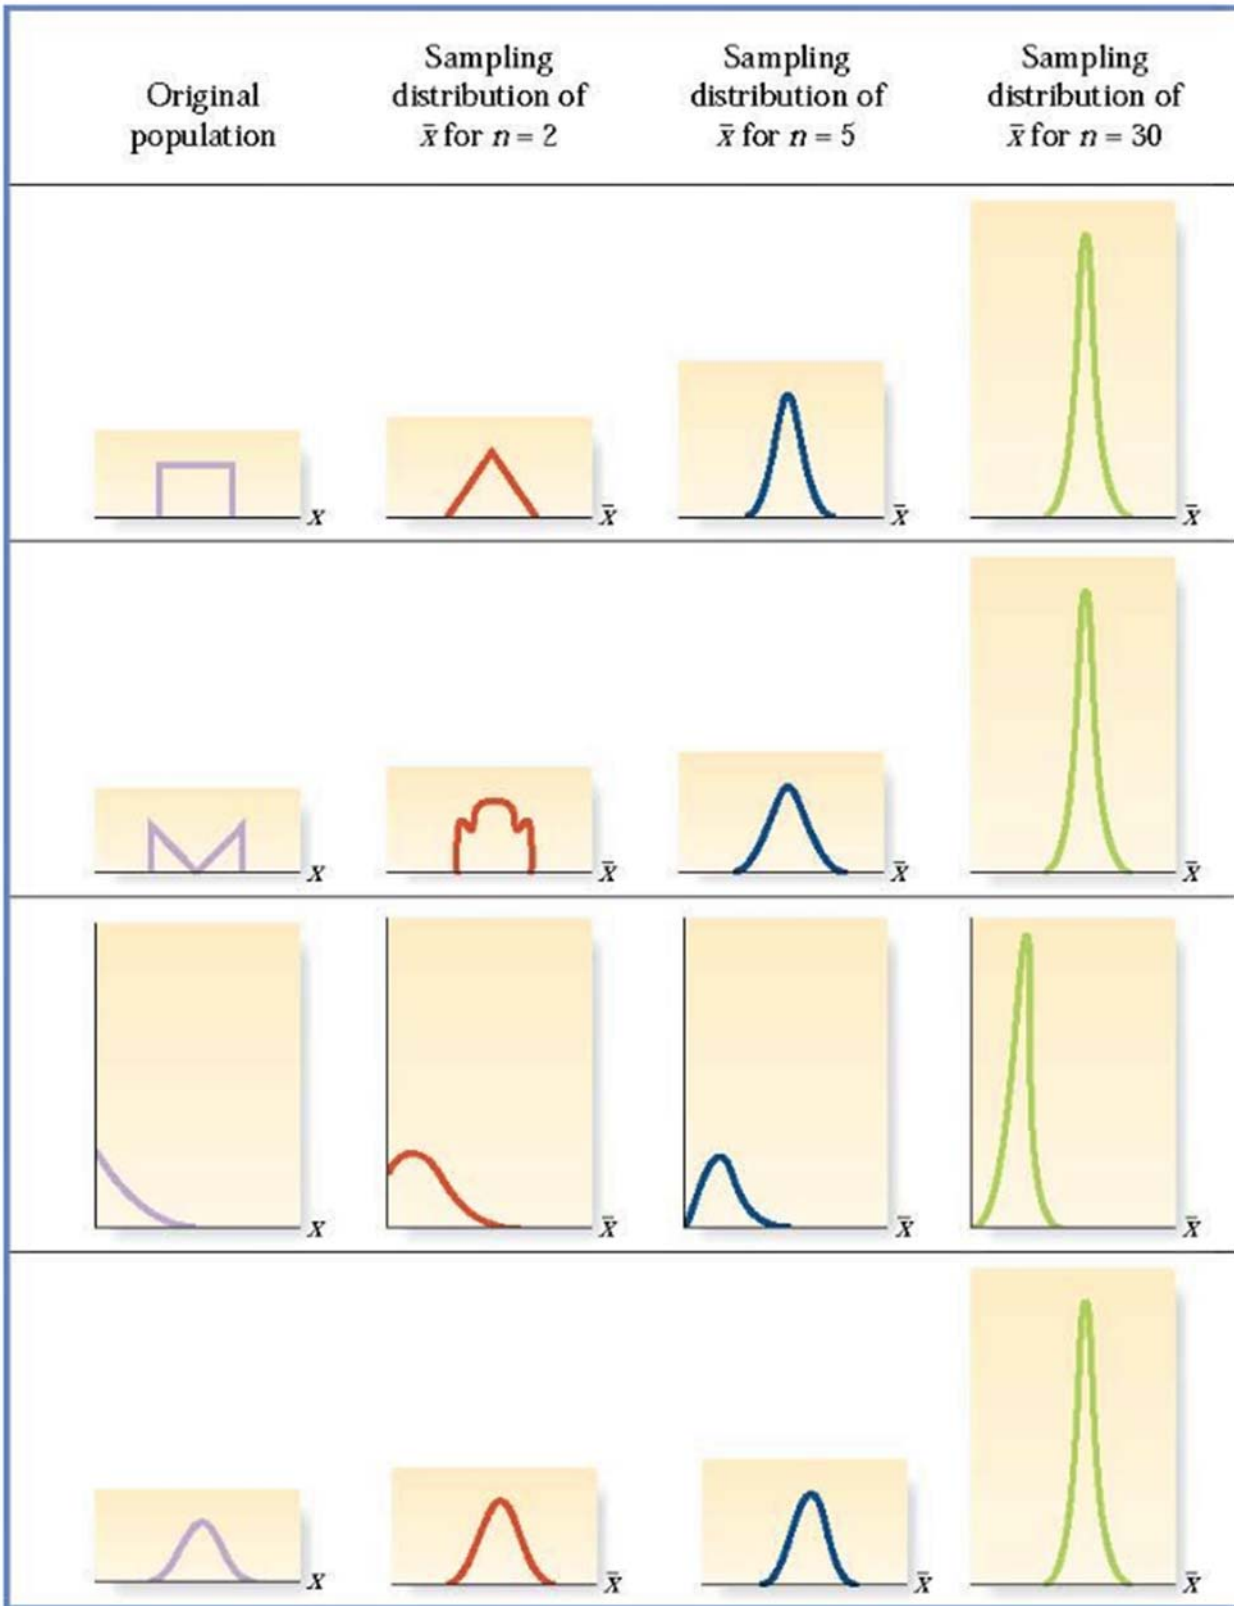 Original
population
Sampling
distribution of
x̄ for n = 2
Sampling
distribution of
x̄ for n = 5
Sampling
distribution of
x̄ for n = 30
x
x̄
x̄
x̄
x
x̄
x̄
x̄
x
x̄
x̄
x̄
x
x̄
x̄
x̄